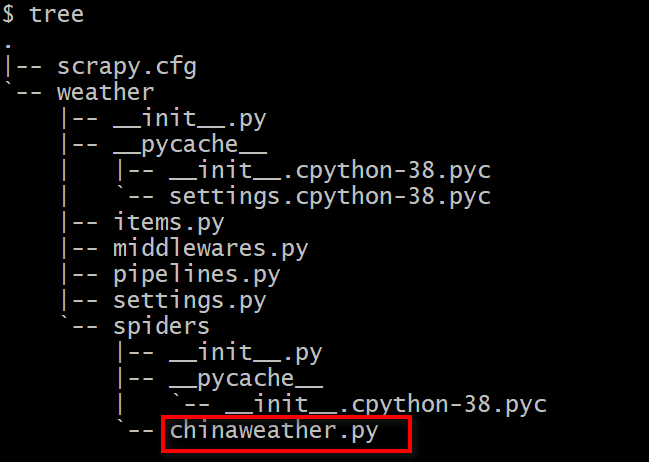 $ tree
.
|-- scrapy.cfg
`-- weather
    |-- __init__.py
    |-- __pycache__
    |   |-- __init__.cpython-38.pyc
    |   `-- settings.cpython-38.pyc
    |-- items.py
    |-- middlewares.py
    |-- pipelines.py
    |-- settings.py
    `-- spiders
        |-- __init__.py
        |-- __pycache__
        |   `-- __init__.cpython-38.pyc
        `-- chinaweather.py